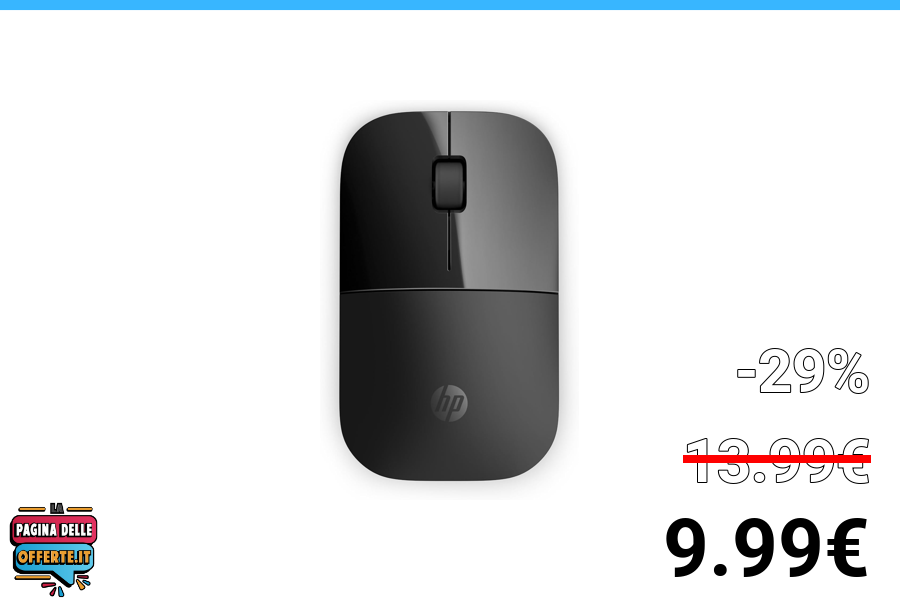 hp
-29%
13.99€
9.99€
LA
PAGINA DELLE
OFFERTE.IT